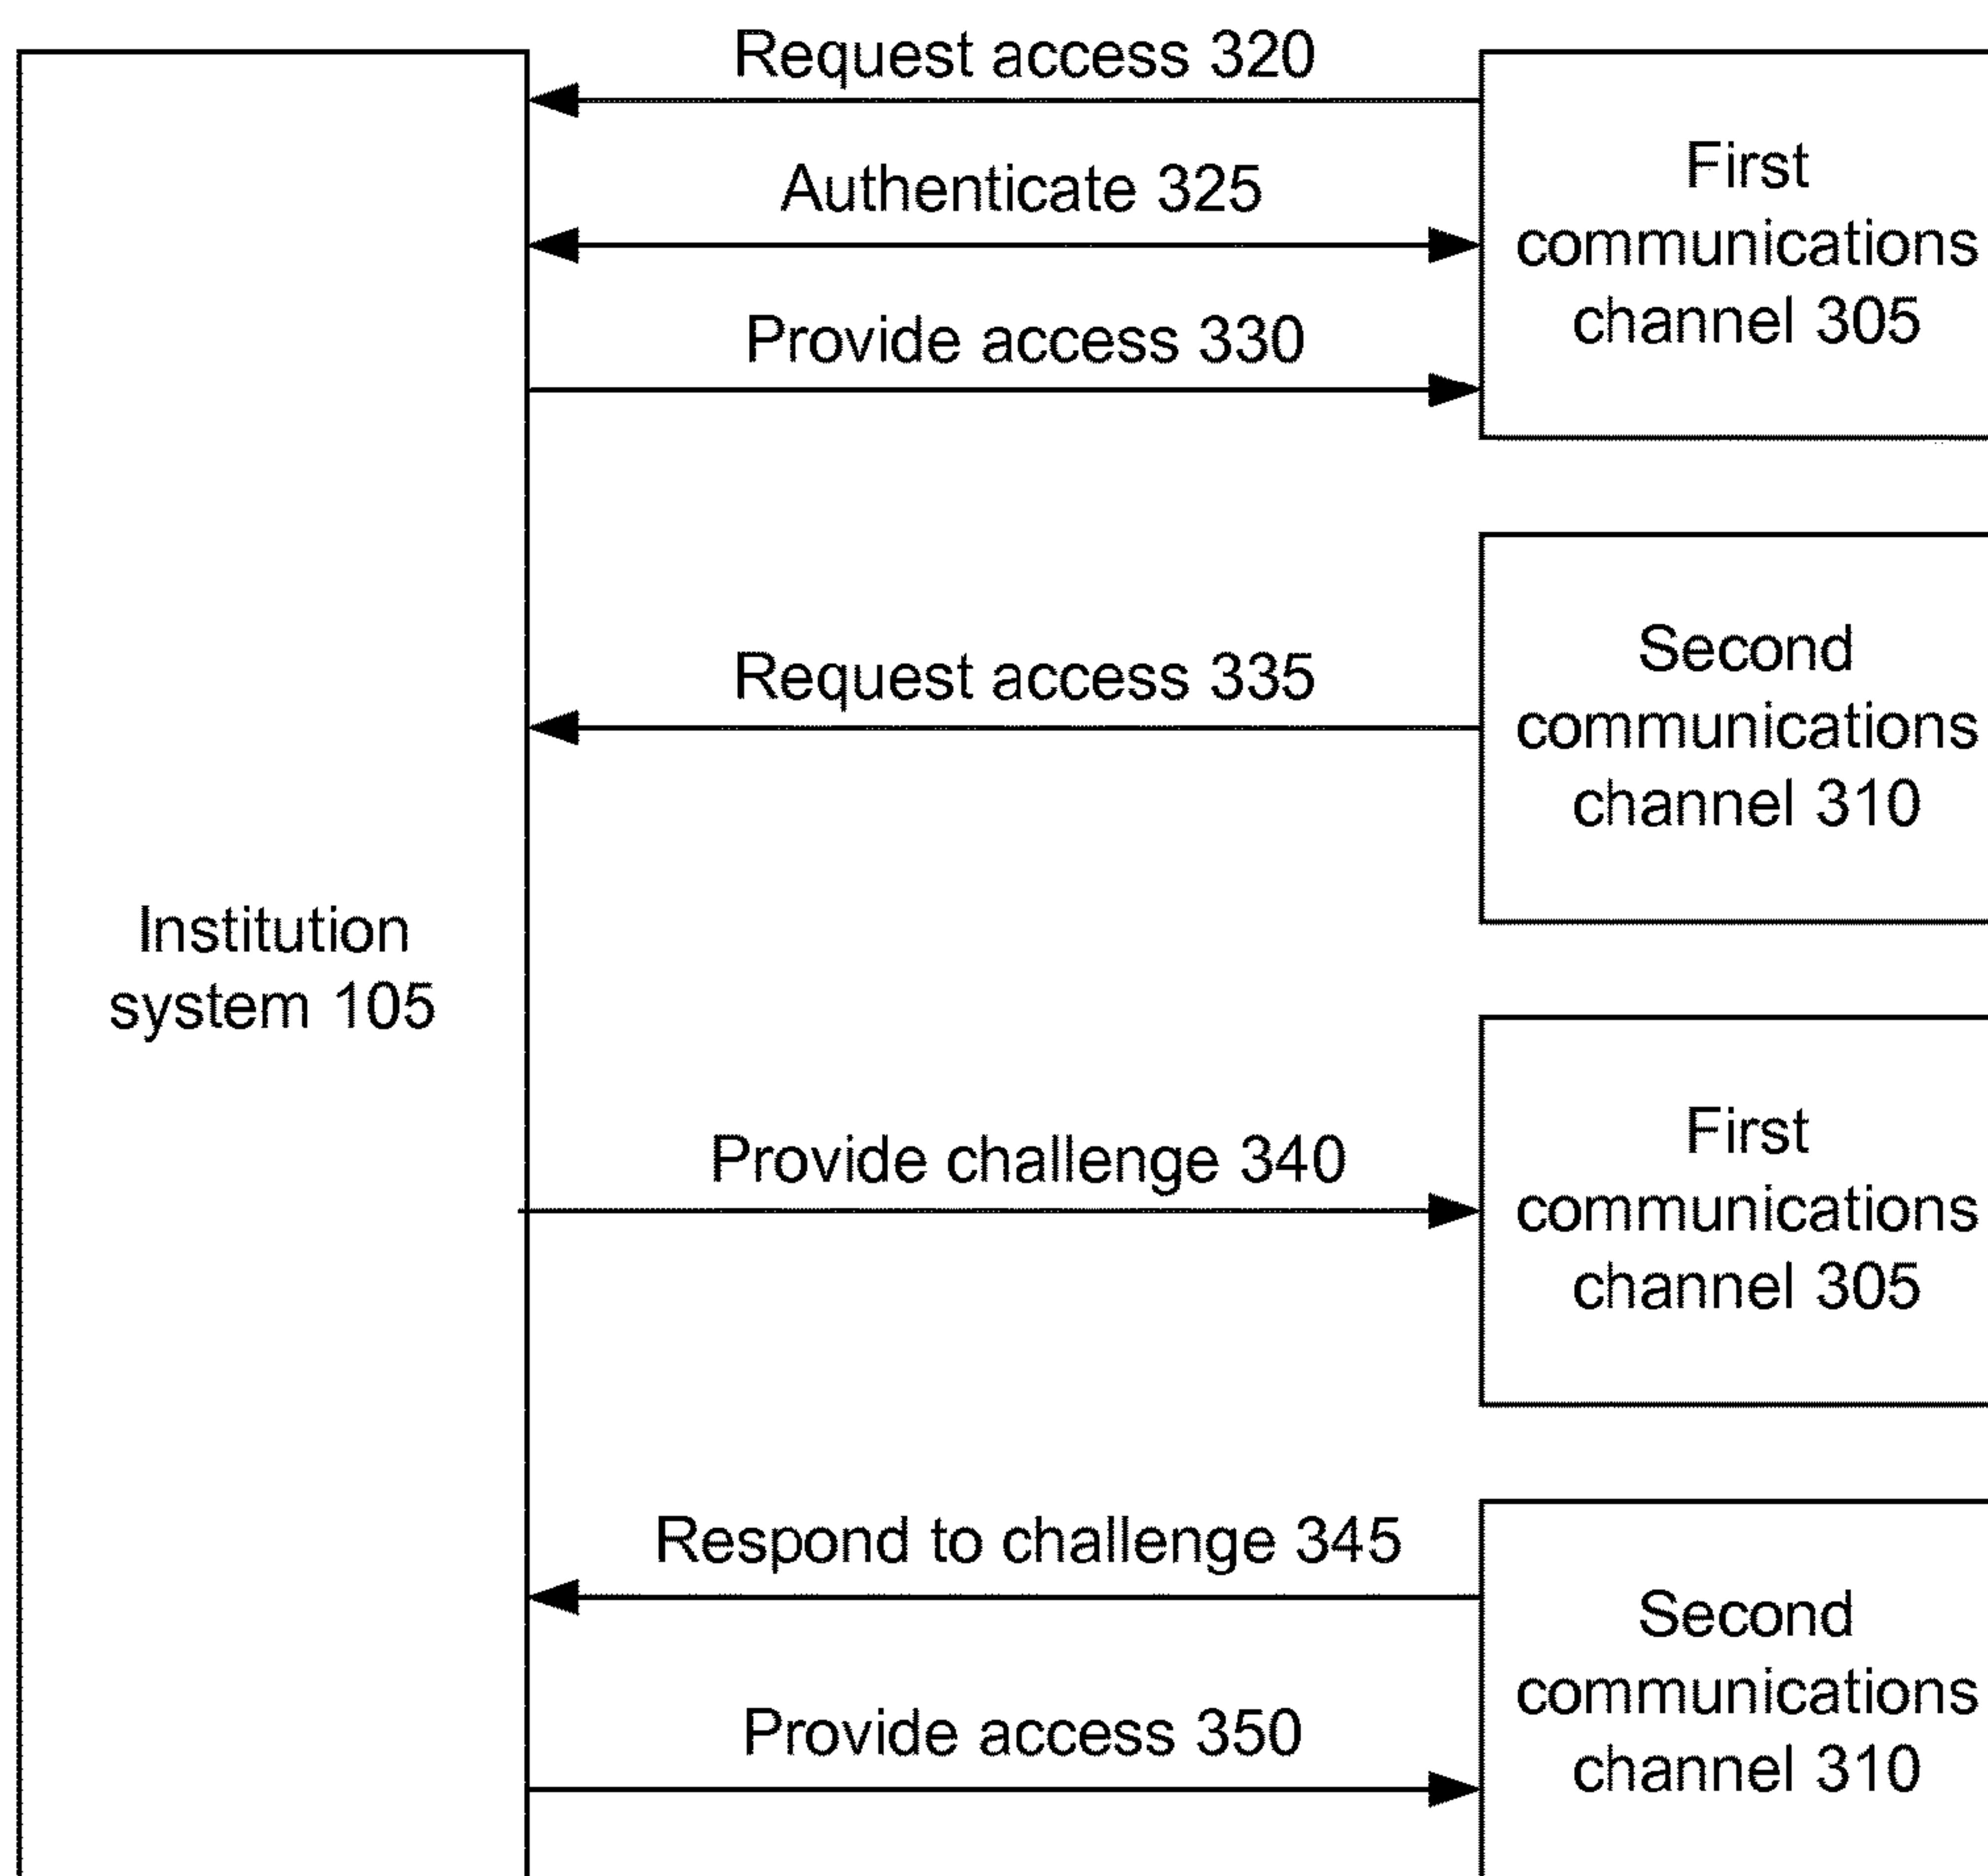 Request access 320
Authenticate 325
Provide access 330
First
communications
channel 305
Request access 335
Second
communications
channel 310
Institution
system 105
Provide challenge 340
First
communications
channel 305
Respond to challenge 345
Provide access 350
Second
communications
channel 310